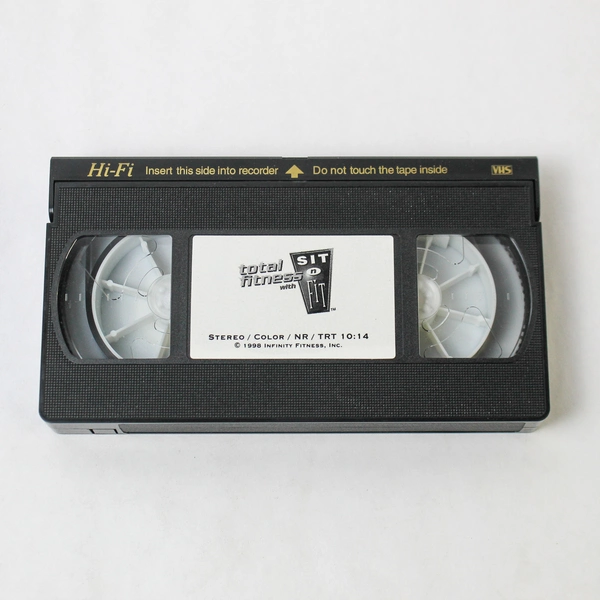 Hi-Fi Insert this side into recorder Do not touch the tape inside VHS
total fitness with
SIT n FIT™
STEREO / COLOR / NR / TRT 10:14
© 1998 INFINITY FITNESS, INC.